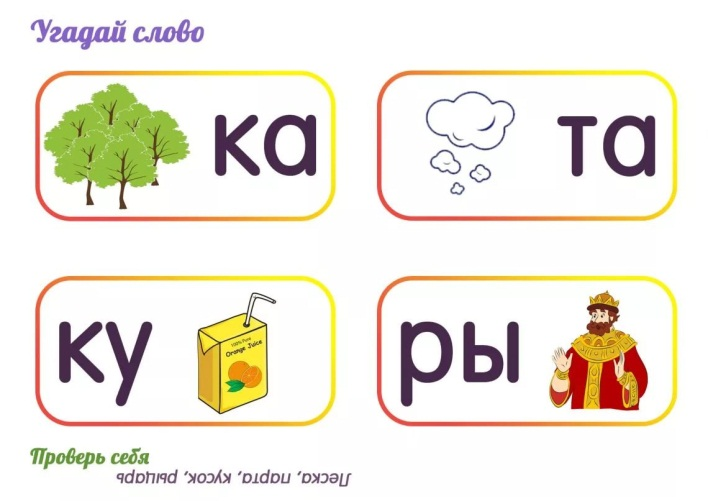 Угадай слово
ка
та
ку
100% Pure
Orange Juice
ры
Проверь себя
Леска, парта, кусок, рыцарь